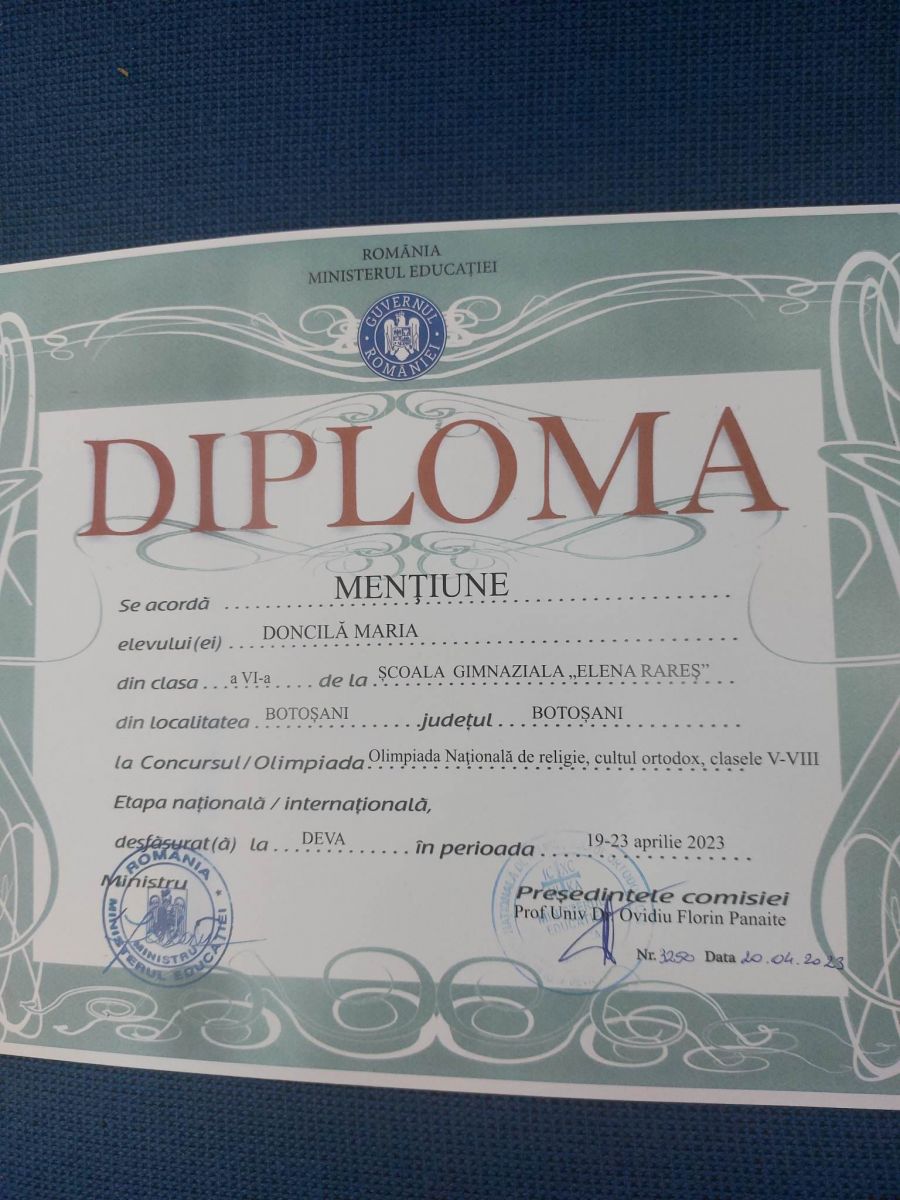 ROMÂNIA
MINISTERUL EDUCAȚIEI
GUVERNUL ROMÂNIEI
DIPLOMA
Se acordă MENȚIUNE
elevului(ei) DONCILĂ MARIA
din clasa a VI-a de la ȘCOALA GIMNAZIALA „ELENA RAREȘ”
din localitatea BOTOȘANI județul BOTOȘANI
la Concursul/Olimpiada Olimpiada Națională de religie, cultul ortodox, clasele V-VIII
Etapa națională / internațională,
desfășurat(ă) la DEVA în perioada 19-23 aprilie 2023
Ministru
ROMÂNIA
MINISTERUL EDUCAȚIEI
MINISTRU
Președintele comisiei
Prof Univ Dr Ovidiu Florin Panaite
Nr. 3250 Data 20.04.2023